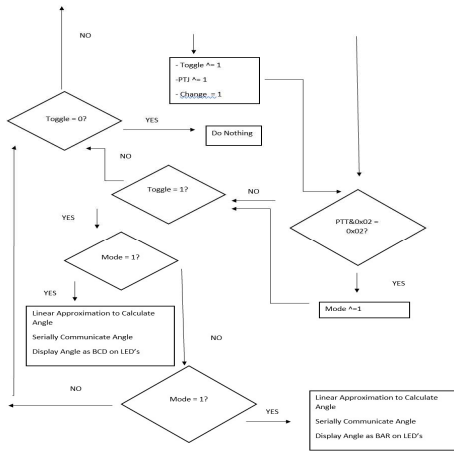 NO
- Toggle ^= 1
-PTJ ^= 1
- Change = 1
Toggle = 0?
YES
Do Nothing
NO
Toggle = 1?
NO
PTT&0x02 =
0x02?
YES
YES
Mode ^=1
Mode = 1?
YES
NO
Linear Approximation to Calculate
Angle
Serially Communicate Angle
Display Angle as BCD on LED's
NO
Mode = 1?
YES
Linear Approximation to Calculate
Angle
Serially Communicate Angle
Display Angle as BAR on LED's